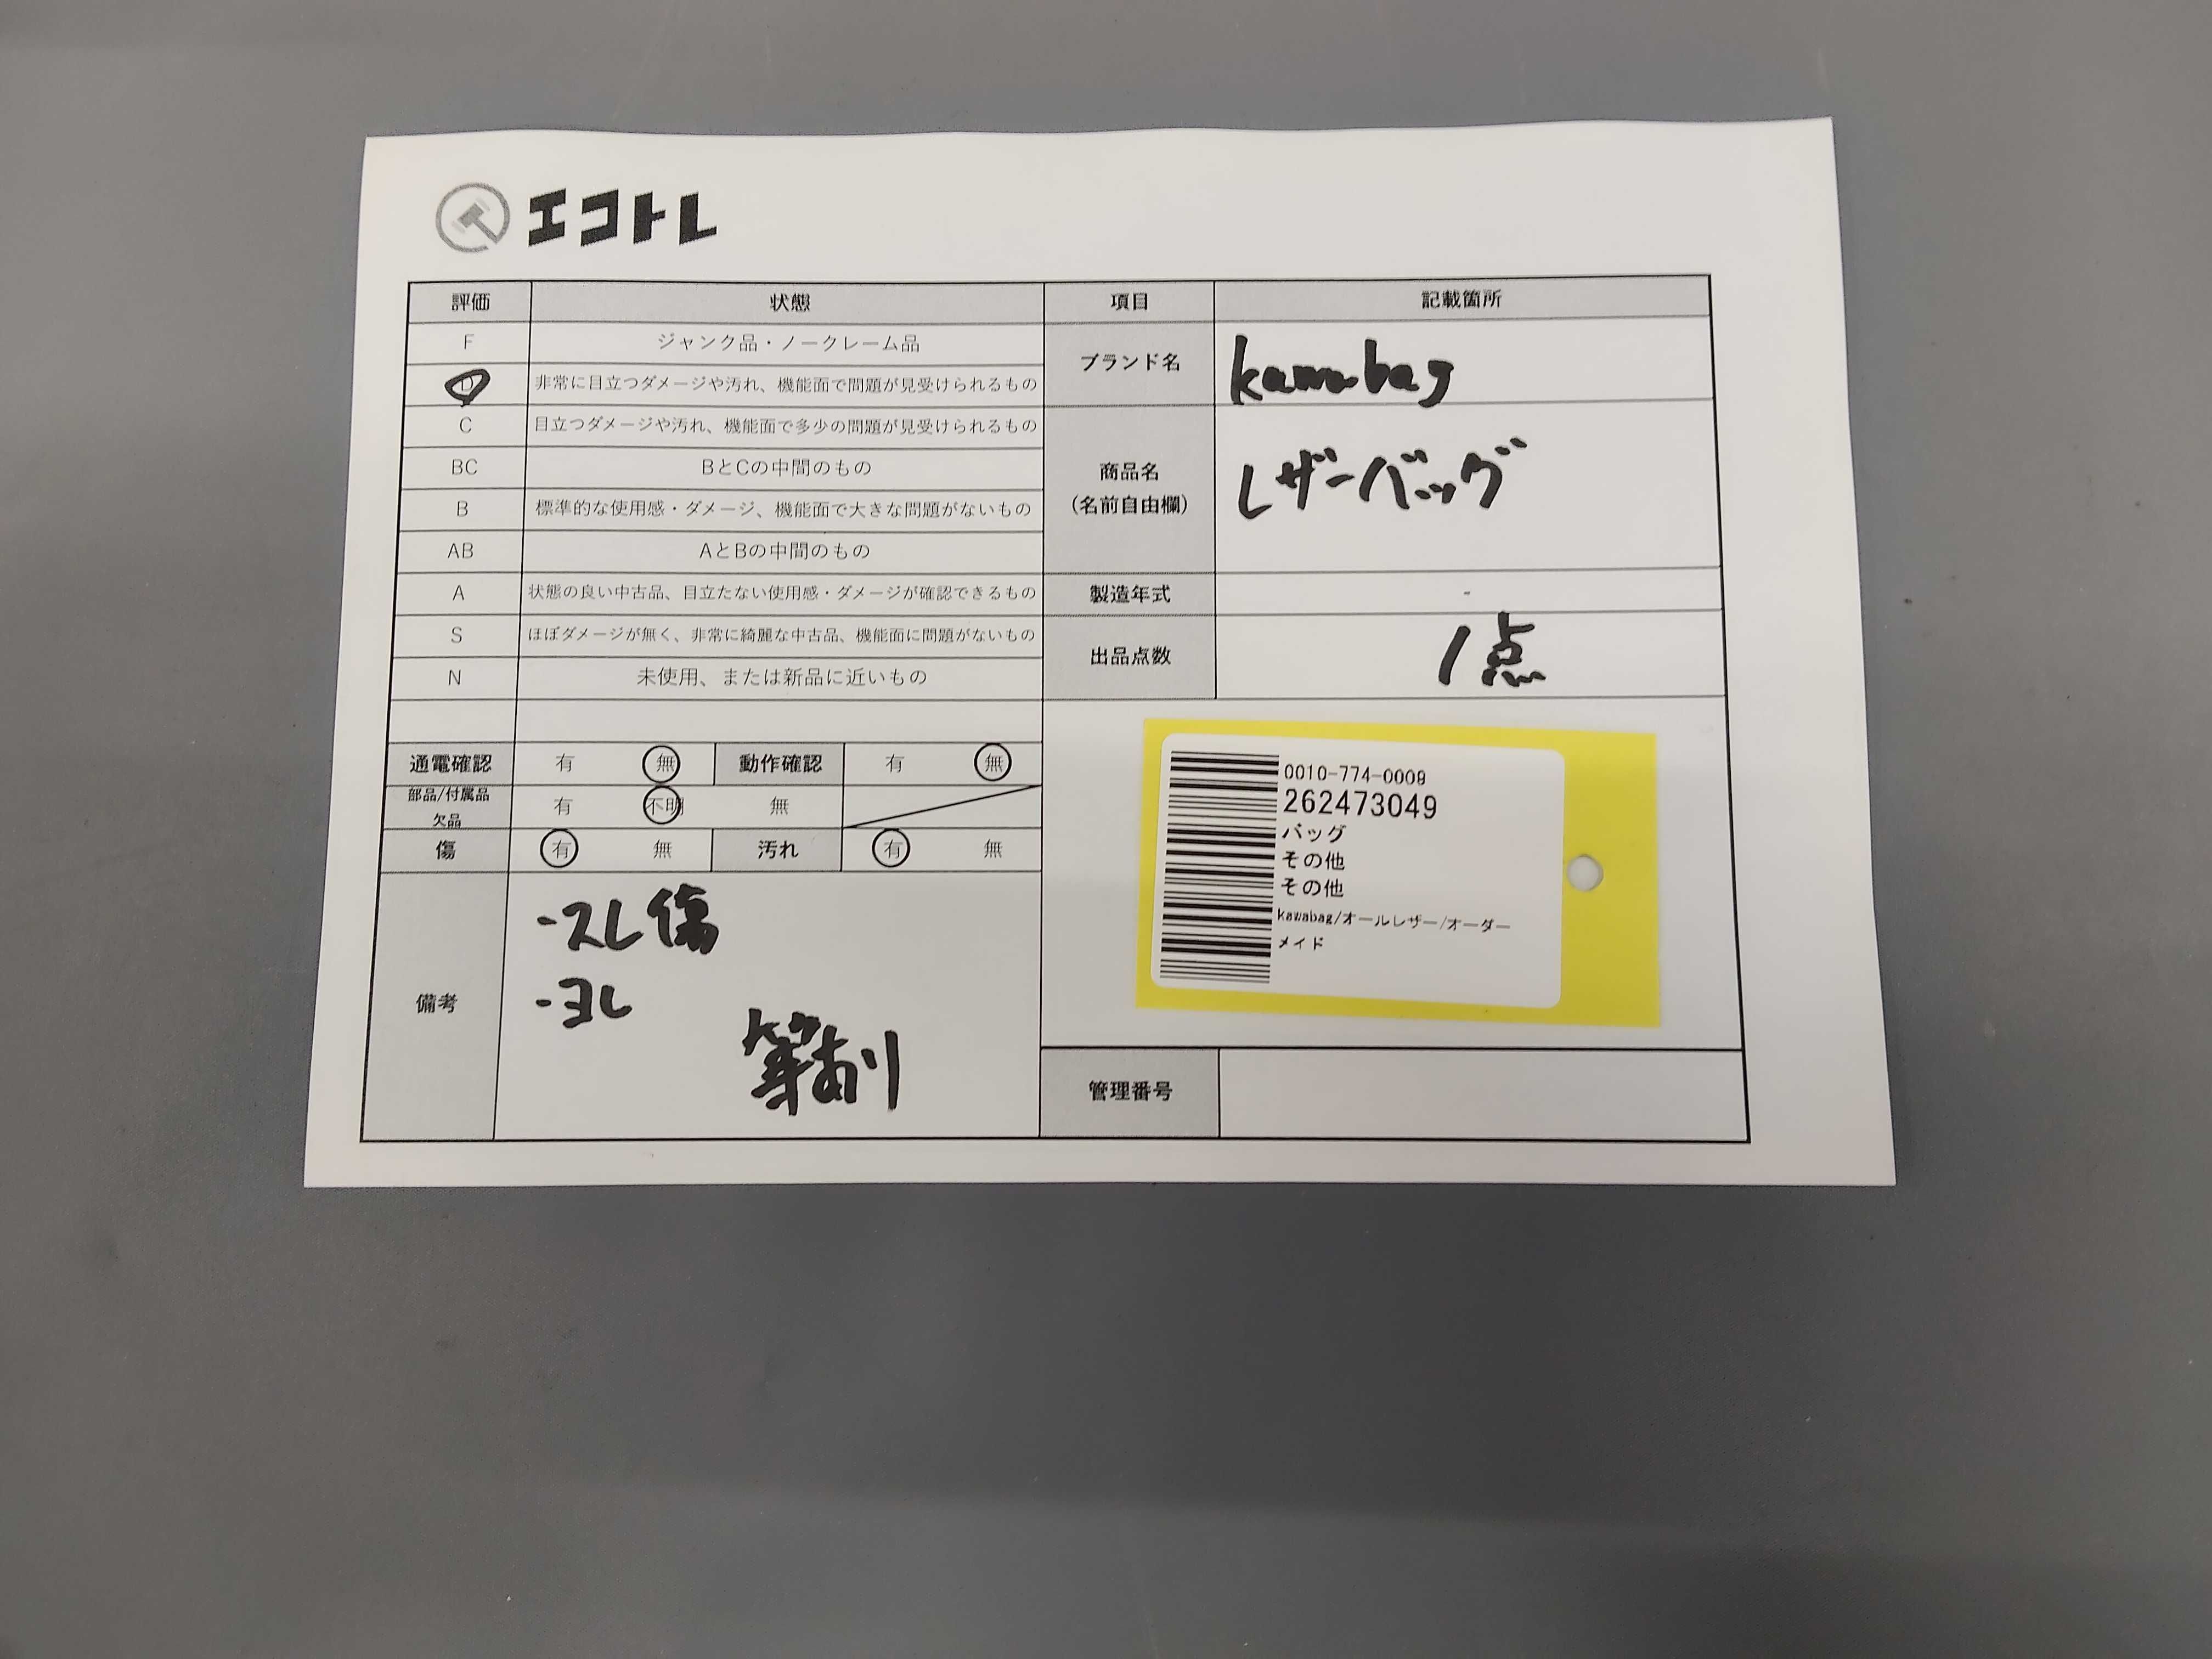 エコトレ
評価 状態 項目 記載箇所
F ジャンク品・ノークレーム品
D 非常に目立つダメージや汚れ、機能面で問題が見受けられるもの
ブランド名 kawabag
C 目立つダメージや汚れ、機能面で多少の問題が見受けられるもの
BC BとCの中間のもの
商品名
(名前自由欄)
レザーバッグ
B 標準的な使用感・ダメージ、機能面で大きな問題がないもの
AB AとBの中間のもの
A 状態の良い中古品、目立たない使用感・ダメージが確認できるもの
製造年式 -
S ほぼダメージが無く、非常に綺麗な中古品、機能面に問題がないもの
出品点数 1点
N 未使用、または新品に近いもの
通電確認 有 無 動作確認 有 無
部品/付属品
欠品
有 不明 無
傷 有 無 汚れ 有 無
備考
-スレ傷
-ヨレ
等あり
0010-774-0009
262473049
バッグ
その他
その他
kawabag/オールレザー/オーダー
メイド
管理番号